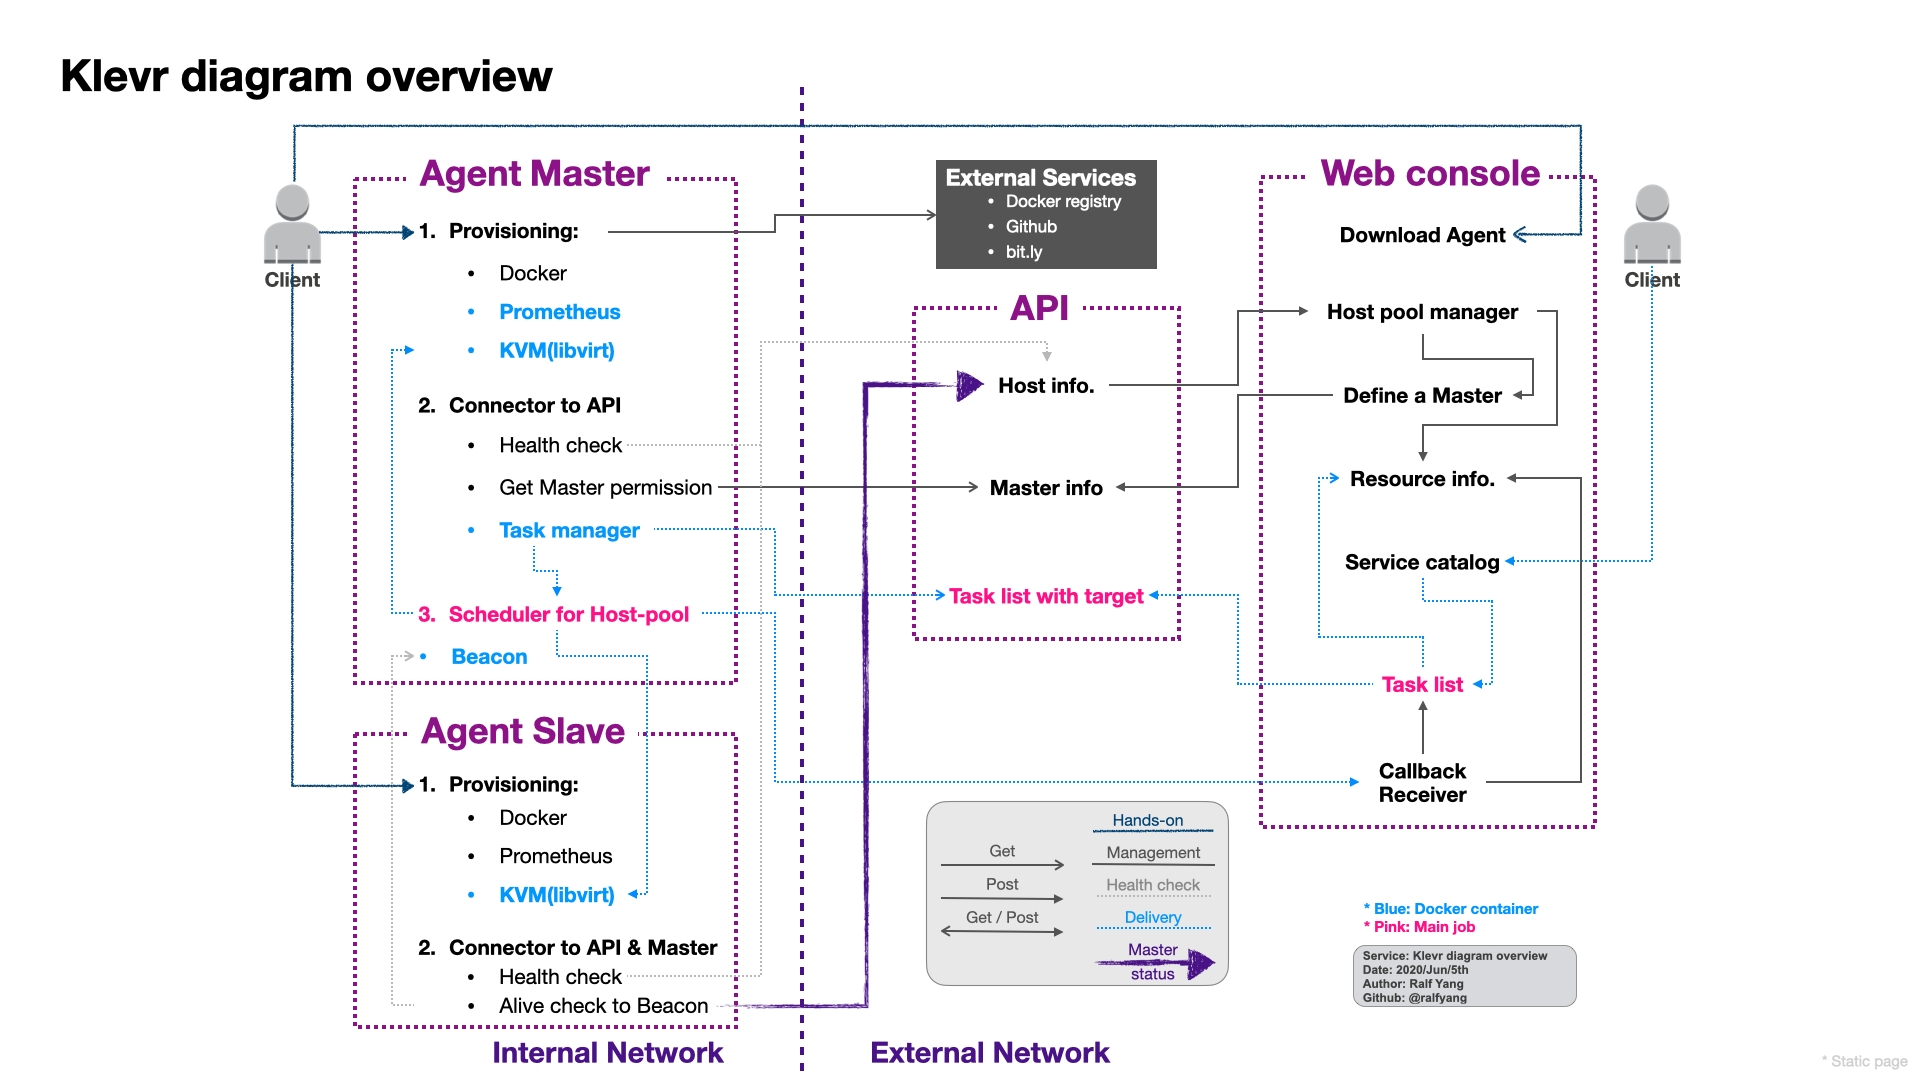 Klevr diagram overview
Agent Master
Client
1. Provisioning:
• Docker
• Prometheus
• KVM(libvirt)
2. Connector to API
• Health check
• Get Master permission
• Task manager
3. Scheduler for Host-pool
• Beacon
Agent Slave
1. Provisioning:
• Docker
• Prometheus
• KVM(libvirt)
2. Connector to API & Master
• Health check
• Alive check to Beacon
Internal Network
External Network
External Services
• Docker registry
• Github
• bit.ly
API
Host info.
Master info
Task list with target
Web console
Client
Download Agent
Host pool manager
Define a Master
Resource info.
Service catalog
Task list
Callback
Receiver
Hands-on
Get
Management
Post
Health check
Get / Post
Delivery
Master
status
* Blue: Docker container
* Pink: Main job
Service: Klevr diagram overview
Date: 2020/Jun/5th
Author: Ralf Yang
Github: @ralfyang
* Static page